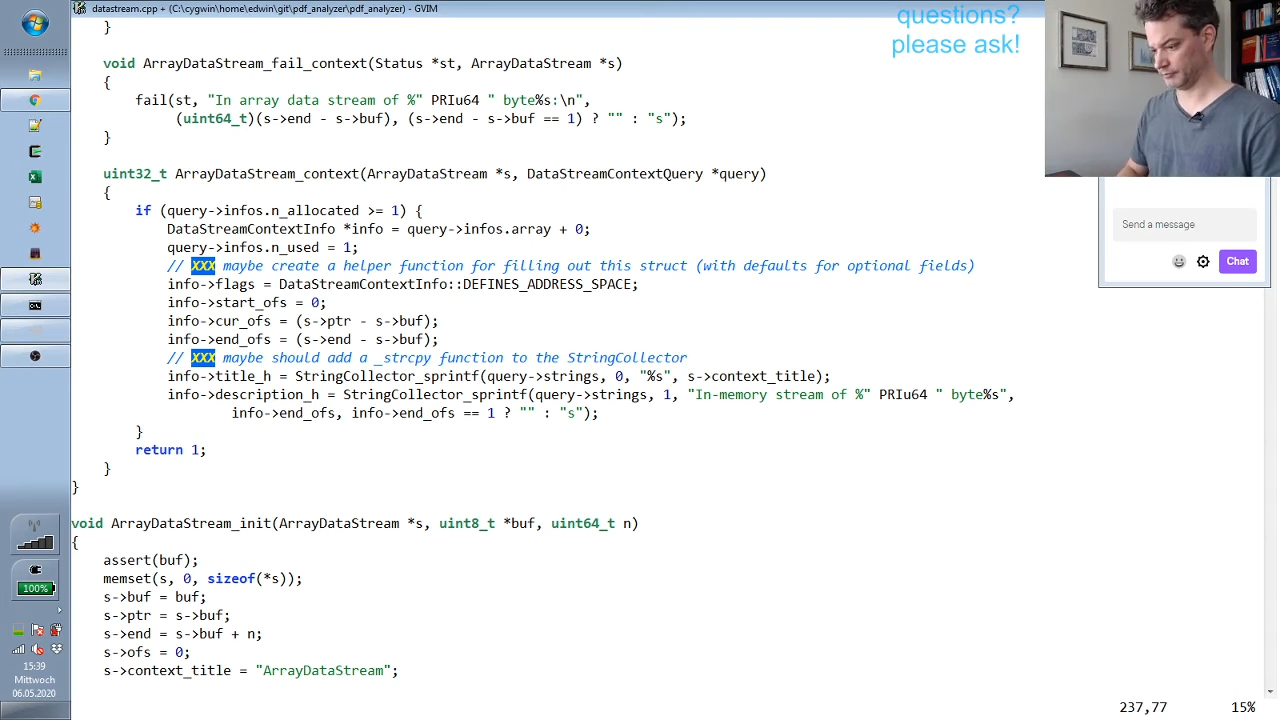 datastream.cpp + (C:\cygwin\home\edwin\git\pdf_analyzer\pdf_analyzer) - GVIM
questions?
please ask!
}
void ArrayDataStream_fail_context(Status *st, ArrayDataStream *s)
{
fail(st, "In array data stream of %" PRIu64 " byte%s:\n",
(uint64_t)(s->end - s->buf), (s->end - s->buf == 1) ? "" : "s");
}
uint32_t ArrayDataStream_context(ArrayDataStream *s, DataStreamContextQuery *query)
{
if (query->infos.n_allocated >= 1) {
DataStreamContextInfo *info = query->infos.array + 0;
query->infos.n_used = 1;
// XXX maybe create a helper function for filling out this struct (with defaults for optional fields)
info->flags = DataStreamContextInfo::DEFINES_ADDRESS_SPACE;
info->start_ofs = 0;
info->cur_ofs = (s->ptr - s->buf);
info->end_ofs = (s->end - s->buf);
// XXX maybe should add a _strcpy function to the StringCollector
info->title_h = StringCollector_sprintf(query->strings, 0, "%s", s->context_title);
info->description_h = StringCollector_sprintf(query->strings, 1, "In-memory stream of %" PRIu64 " byte%s",
info->end_ofs, info->end_ofs == 1 ? "" : "s");
}
return 1;
}
}
void ArrayDataStream_init(ArrayDataStream *s, uint8_t *buf, uint64_t n)
{
assert(buf);
memset(s, 0, sizeof(*s));
s->buf = buf;
s->ptr = s->buf;
s->end = s->buf + n;
s->ofs = 0;
s->context_title = "ArrayDataStream";
237,77 15%
Send a message
Chat
100%
15:39
Mittwoch
06.05.2020